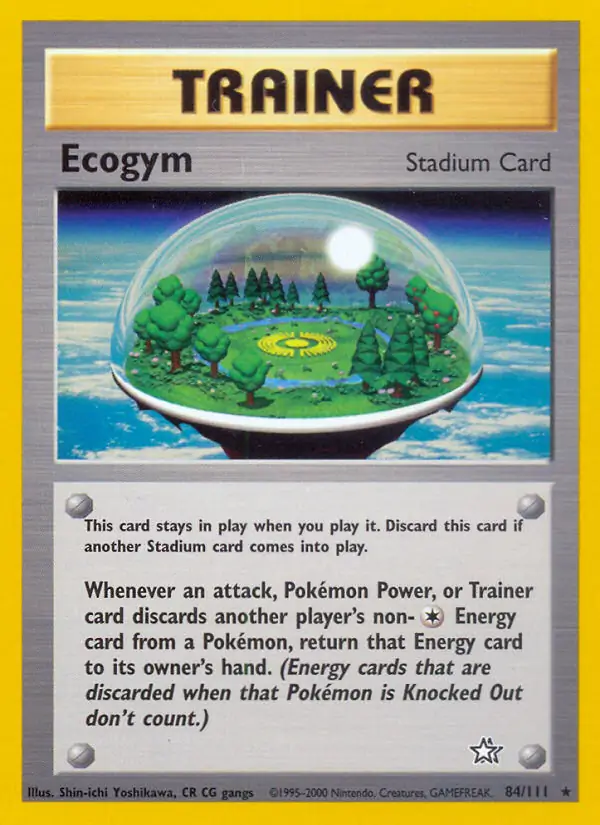 TRAINER
Ecogym Stadium Card
This card stays in play when you play it. Discard this card if
another Stadium card comes into play.
Whenever an attack, Pokémon Power, or Trainer
card discards another player's non- Energy
card from a Pokémon, return that Energy card
to its owner's hand. (Energy cards that are
discarded when that Pokémon is Knocked Out
don't count.)
Illus. Shin-ichi Yoshikawa, CR CG gangs ©1995-2000 Nintendo, Creatures, GAMEFREAK. 84/111 ★